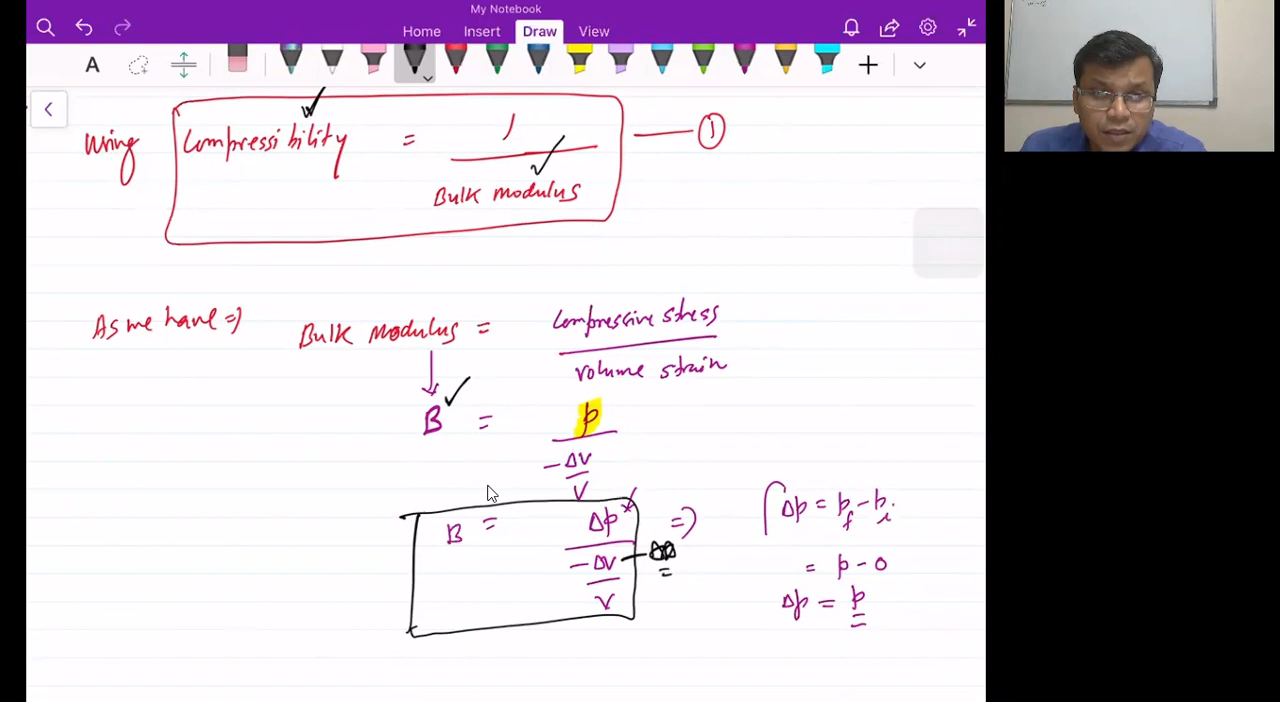 My Notebook
Home Insert Draw View
A
using Compressibility = 1 / Bulk modulus — ①
As we have => Bulk modulus = Compressive stress / volume strain
B = p / -ΔV/V
B = Δp / -ΔV/V =>
Δp = pf - pi
= p - 0
Δp = p